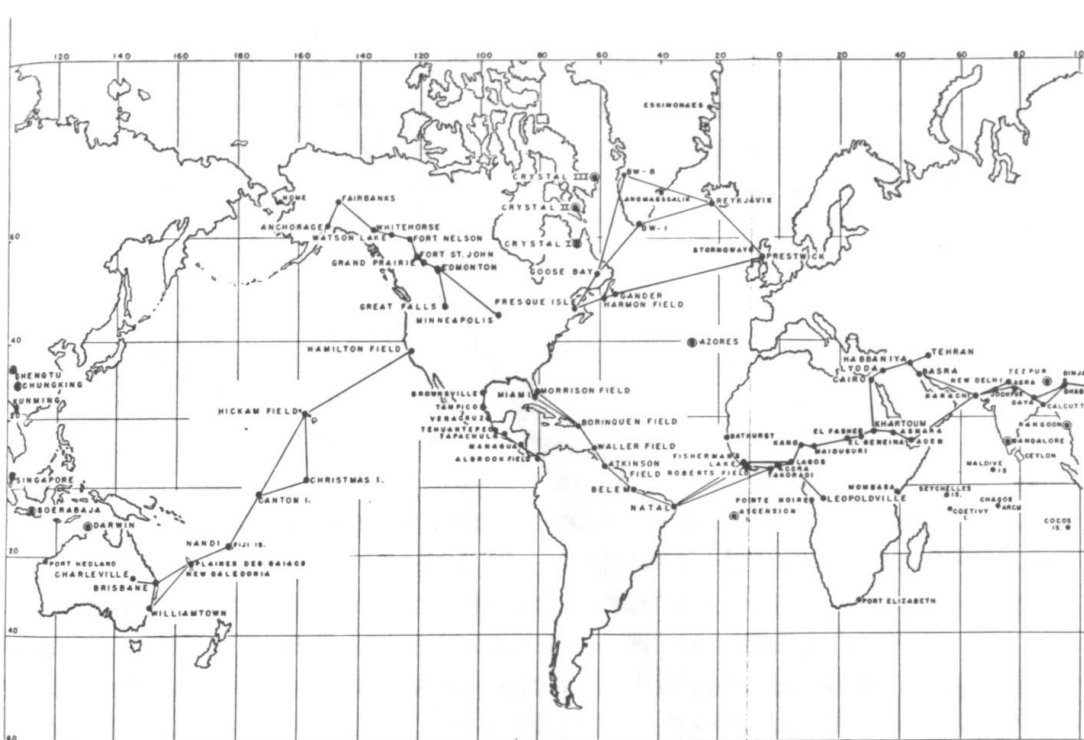 120 140 160 180 160 140 120 100 80 60 40 20 0 20 40 60 80 100
ESKIMONAES
CRYSTAL III
BW-8
ANGMAGSSALIK
REYKJAVIK
NOME
FAIRBANKS
CRYSTAL II
ANCHORAGE
WHITEHORSE
WATSON LAKE
FORT NELSON
60
CRYSTAL I
BW-1
STORNOWAY
PRESTWICK
FORT ST. JOHN
GRAND PRAIRIE
EDMONTON
GOOSE BAY
GREAT FALLS
PRESQUE ISLE
GANDER
HARMON FIELD
MINNEAPOLIS
40
HAMILTON FIELD
AZORES
HABBANIYA
TEHRAN
LYDDA
BASRA
CAIRO
SHENGTU
CHUNGKING
KUNMING
NEW DELHI
TEZPUR
AGRA
JODHPUR
KARACHI
GAYA
CALCUTT
BROWNSVILLE
MIAMI
MORRISON FIELD
TAMPICO
VERACRUZ
HICKAM FIELD
TEHUANTEPEC
TAPACHULA
BORINQUEN FIELD
MANAGUA
ALBROOK FIELD
WALLER FIELD
ATKINSON
FIELD
BATHURST
KANO
EL FASHER
KHARTOUM
EL GENEINA
ASMARA
ADEN
MAIDUGURI
RANGOON
BANGALORE
CEYLON
FISHERMANS
LAKE
ROBERTS FIELD
LAGOS
ACCRA
TAKORADI
MALDIVE IS
SINGAPORE
CHRISTMAS I.
CANTON I.
BELEM
NATAL
POINTE NOIRE
LEOPOLDVILLE
MOMBASA
SEYCHELLES
IS.
CHAGOS
ARCH
COETIVY
I.
ASCENSION
I.
COCOS
IS.
SOERABAJA
DARWIN
NANDI
FIJI IS.
20
PORT HEDLAND
PLAINES DES GAIACS
NEW CALEDONIA
CHARLEVILLE
BRISBANE
WILLIAMTOWN
PORT ELIZABETH
40
60